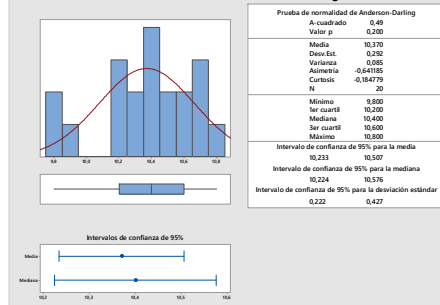 Prueba de normalidad de Anderson-Darling
A-cuadrado 0,49
Valor p 0,200
Media 10,370
Desv.Est. 0,292
Varianza 0,085
Asimetría -0,641185
Curtosis -0,184779
N 20
Mínimo 9,800
1er cuartil 10,200
Mediana 10,400
3er cuartil 10,600
Máximo 10,800
Intervalo de confianza de 95% para la media
10,233 10,507
Intervalo de confianza de 95% para la mediana
10,224 10,576
Intervalo de confianza de 95% para la desviación estándar
0,222 0,427
9,8 10,0 10,2 10,4 10,6 10,8
Intervalos de confianza de 95%
Media
Mediana
10,2 10,3 10,4 10,5 10,6